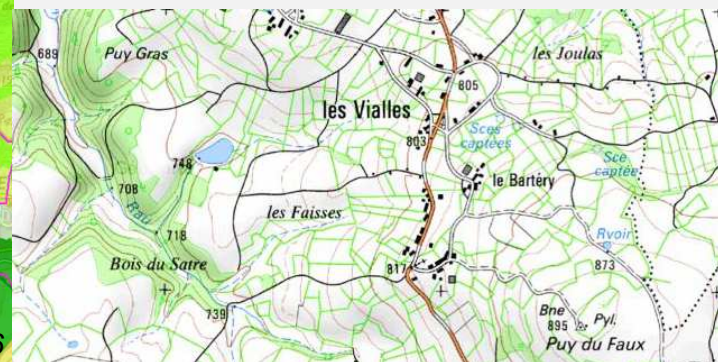 689
Puy Gras
les Joulas
805
les Vialles
Sces
captées
803
748
Sce
captée
le Bartéry
708
Rau
les Faisses
718
Rvoir
Bois du Satre
817
873
739
Bne
895
Pyl.
Puy du Faux
6